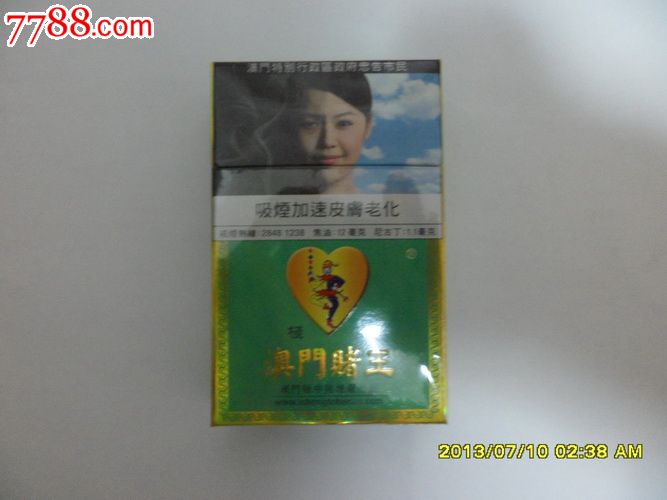 7788.com
澳門特別行政區政府忠告市民
吸煙加速皮膚老化
戒煙熱線:2848 1238 焦油:12毫克 尼古丁:1.1毫克
澳門賭王
2013/07/10 02:38 AM